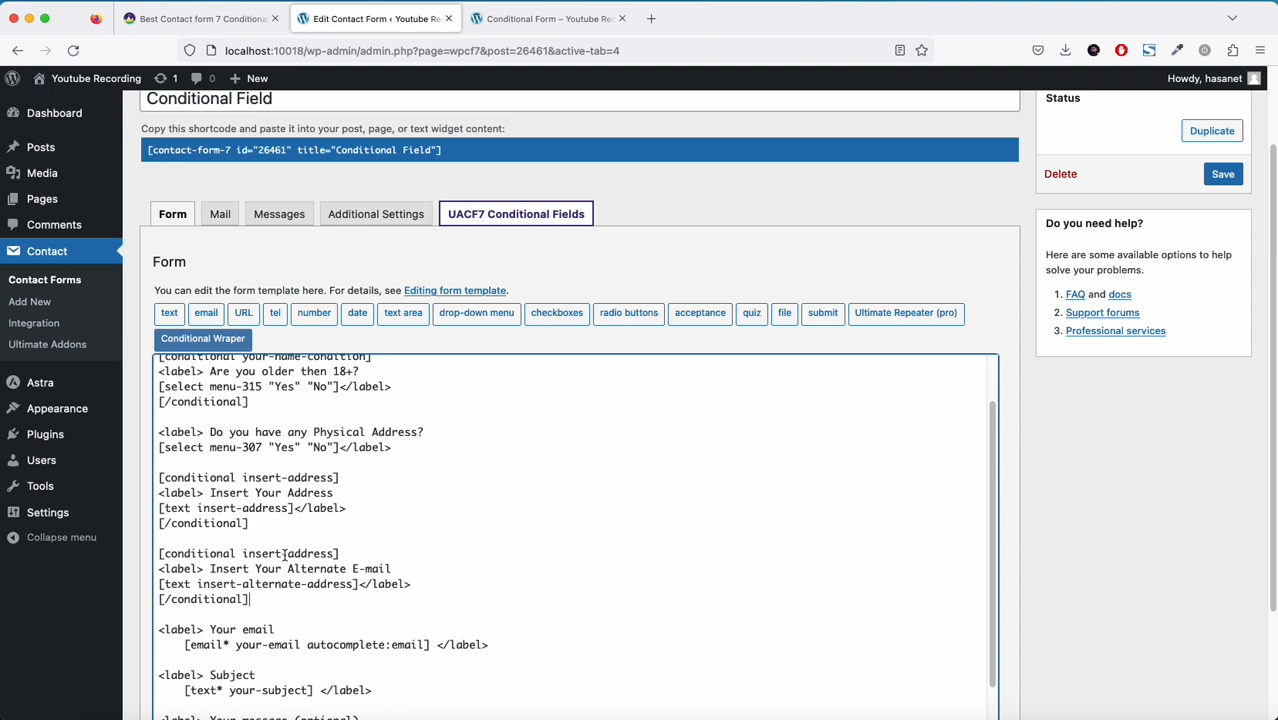 Best Contact form 7 Conditional
Edit Contact Form ‹ Youtube Re
Conditional Form – Youtube Rec
localhost:10018/wp-admin/admin.php?page=wpcf7&post=26461&active-tab=4
Youtube Recording
1
0
New
Howdy, hasanet
Dashboard
Posts
Media
Pages
Comments
Contact
Contact Forms
Add New
Integration
Ultimate Addons
Astra
Appearance
Plugins
Users
Tools
Settings
Collapse menu
Conditional Field
Copy this shortcode and paste it into your post, page, or text widget content:
[contact-form-7 id="26461" title="Conditional Field"]
Form Mail Messages Additional Settings UACF7 Conditional Fields
Form
You can edit the form template here. For details, see Editing form template.
text email URL tel number date text area drop-down menu checkboxes radio buttons acceptance quiz file submit Ultimate Repeater (pro)
Conditional Wraper
[conditional your-name-condition]
<label> Are you older then 18+?
[select menu-315 "Yes" "No"]</label>
[/conditional]
<label> Do you have any Physical Address?
[select menu-307 "Yes" "No"]</label>
[conditional insert-address]
<label> Insert Your Address
[text insert-address]</label>
[/conditional]
[conditional insert-address]
<label> Insert Your Alternate E-mail
[text insert-alternate-address]</label>
[/conditional]
<label> Your email
[email* your-email autocomplete:email] </label>
<label> Subject
[text* your-subject] </label>
<label> Your message (optional)
Status
Duplicate
Delete
Save
Do you need help?
Here are some available options to help
solve your problems.
1. FAQ and docs
2. Support forums
3. Professional services